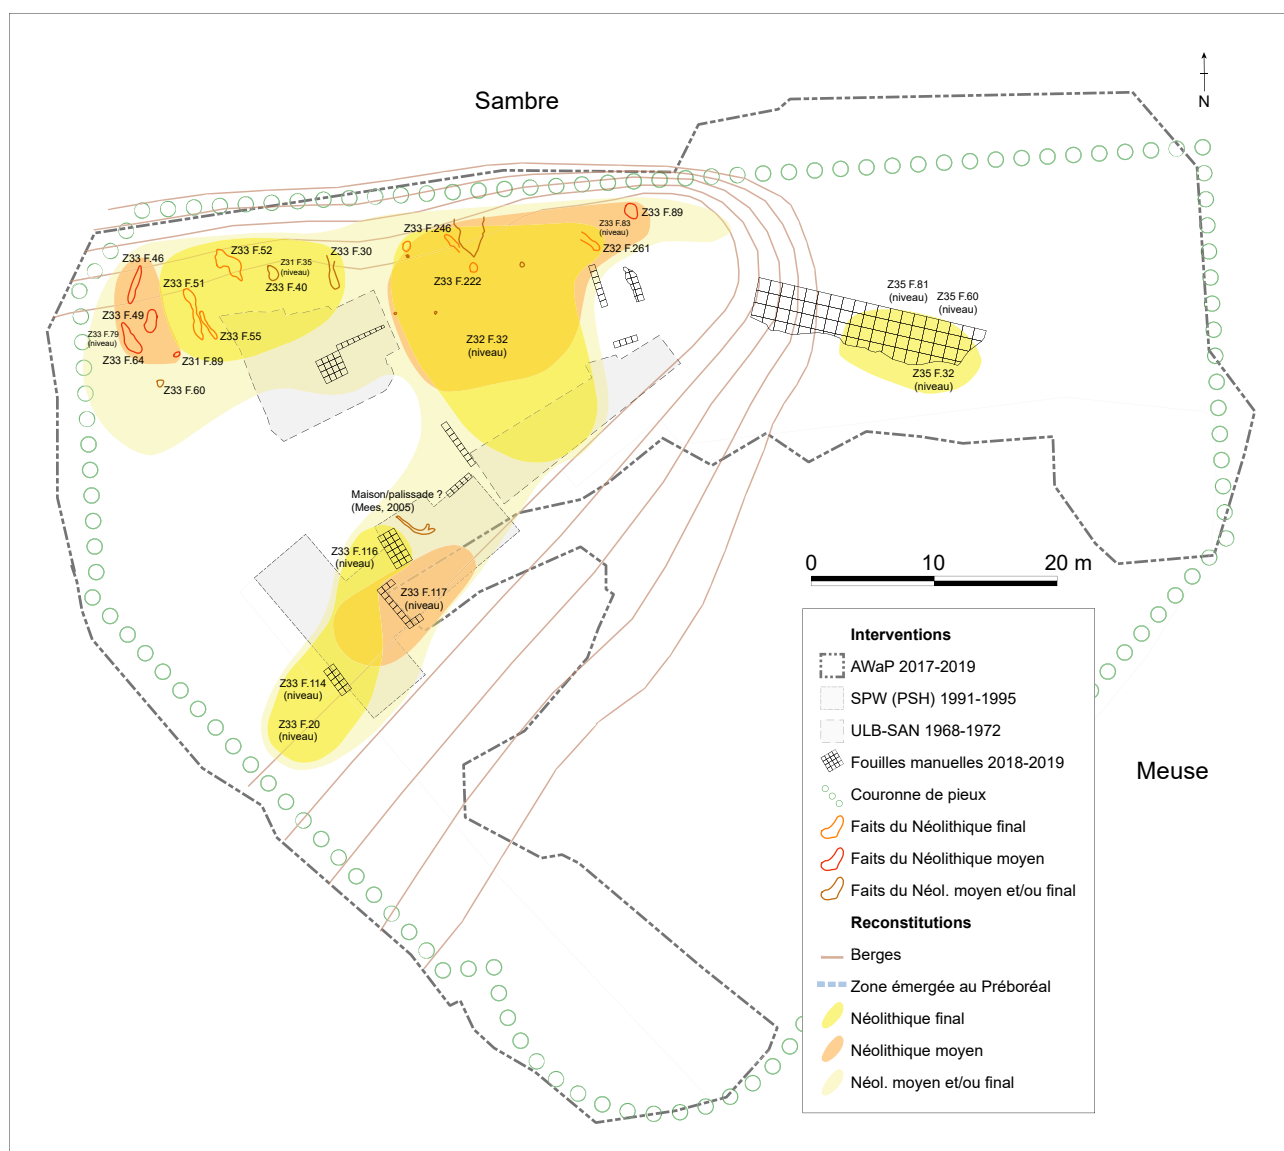 Sambre
N
Z33 F.89
Z33 F.83
(niveau)
Z33 F.246
Z32 F.261
Z33 F.52
Z33 F.30
Z33 F.46
Z31 F.35
(niveau)
Z33 F.40
Z33 F.222
Z33 F.51
Z35 F.81
(niveau)
Z35 F.60
(niveau)
Z33 F.49
Z33 F.79
(niveau)
Z33 F.55
Z32 F.32
(niveau)
Z33 F.64
Z31 F.89
Z35 F.32
(niveau)
Z33 F.60
Maison/palissade ?
(Mees, 2005)
Z33 F.116
(niveau)
Z33 F.117
(niveau)
Z33 F.114
(niveau)
Z33 F.20
(niveau)
0 10 20 m
Meuse
Interventions
AWaP 2017-2019
SPW (PSH) 1991-1995
ULB-SAN 1968-1972
Fouilles manuelles 2018-2019
Couronne de pieux
Faits du Néolithique final
Faits du Néolithique moyen
Faits du Néol. moyen et/ou final
Reconstitutions
Berges
Zone émergée au Préboréal
Néolithique final
Néolithique moyen
Néol. moyen et/ou final